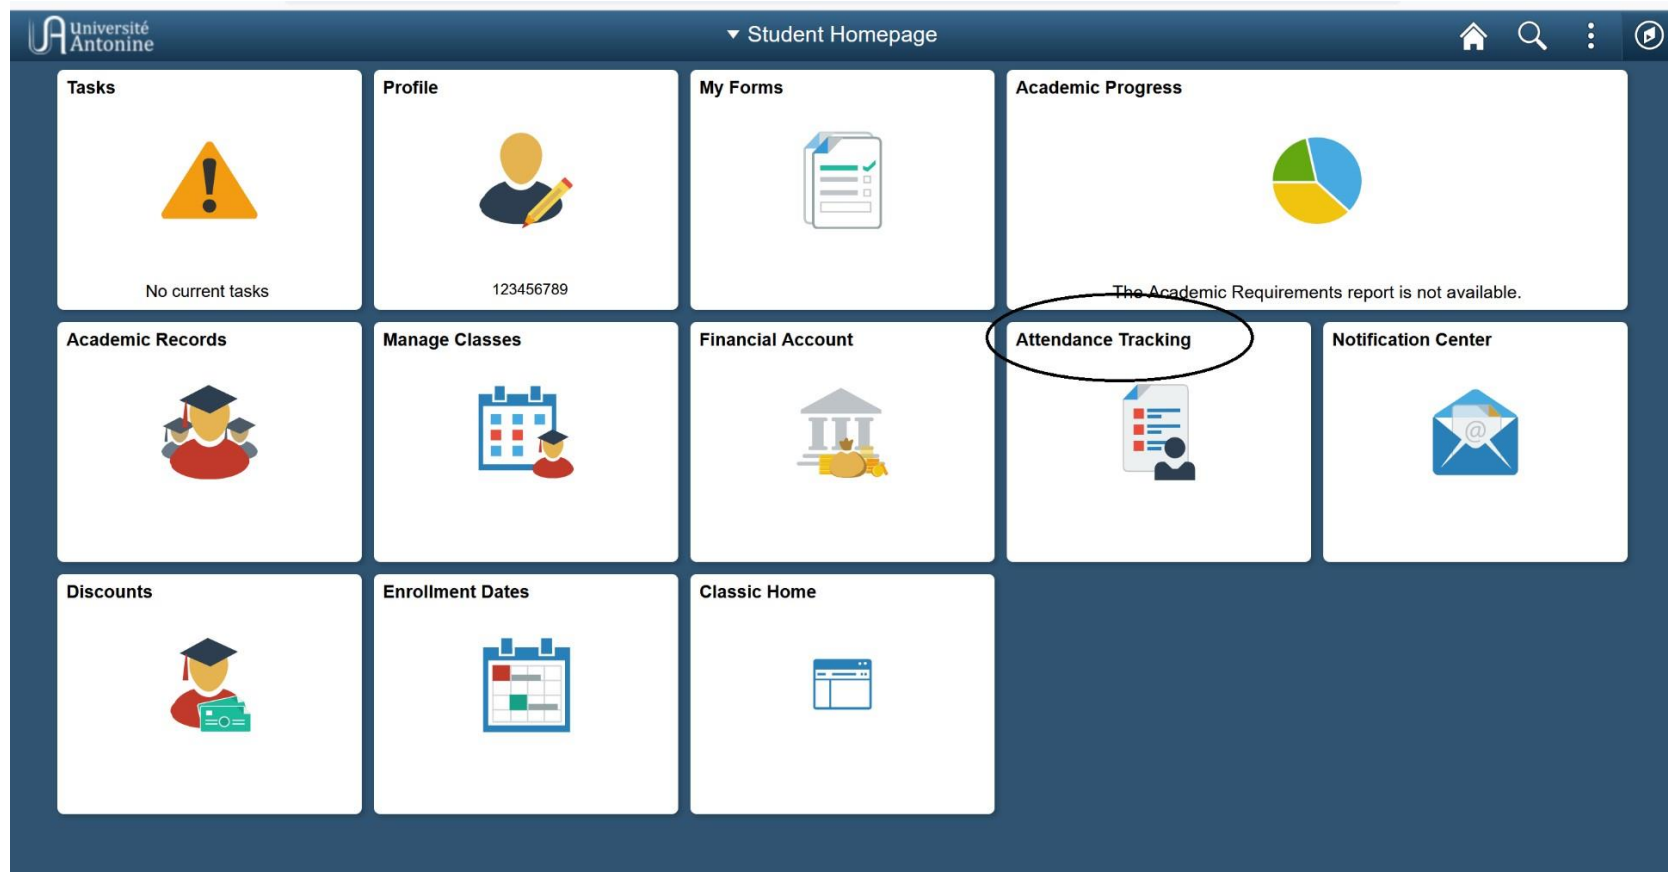 Université
Antonine
Student Homepage
Tasks
Profile
My Forms
Academic Progress
No current tasks
123456789
The Academic Requirements report is not available.
Academic Records
Manage Classes
Financial Account
Attendance Tracking
Notification Center
@
Discounts
Enrollment Dates
Classic Home